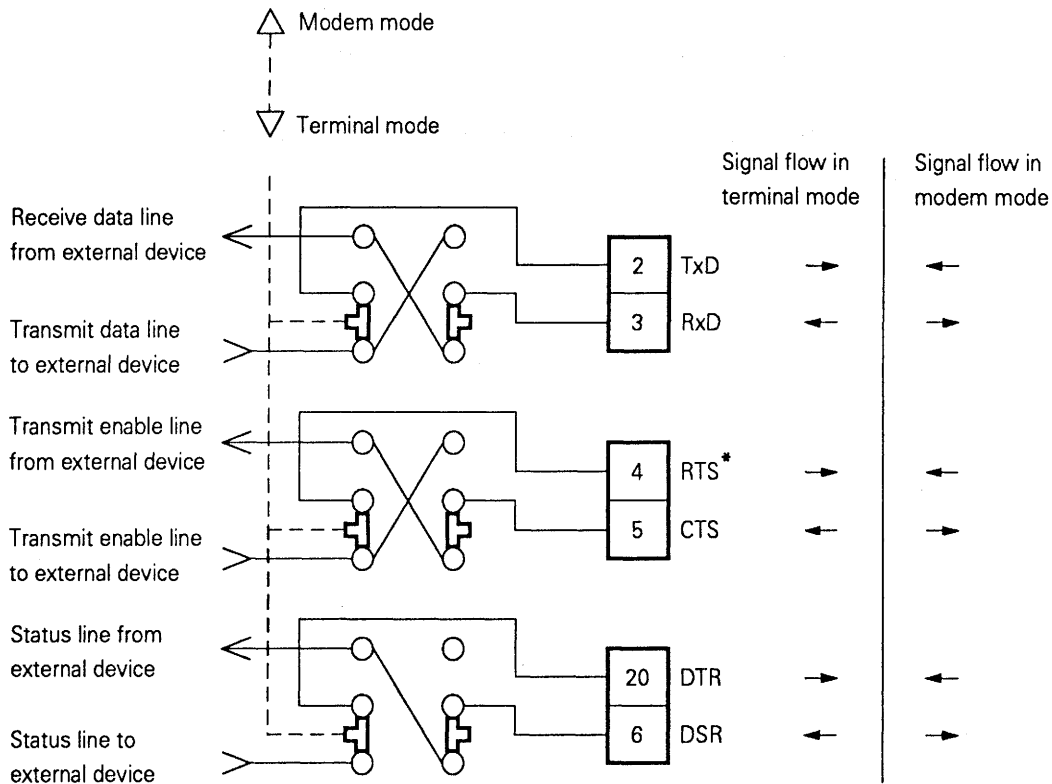 Modem mode
Terminal mode
Signal flow in
terminal mode
Signal flow in
modem mode
Receive data line
from external device
Transmit data line
to external device
2 TxD
3 RxD
Transmit enable line
from external device
Transmit enable line
to external device
4 RTS*
5 CTS
Status line from
external device
Status line to
external device
20 DTR
6 DSR